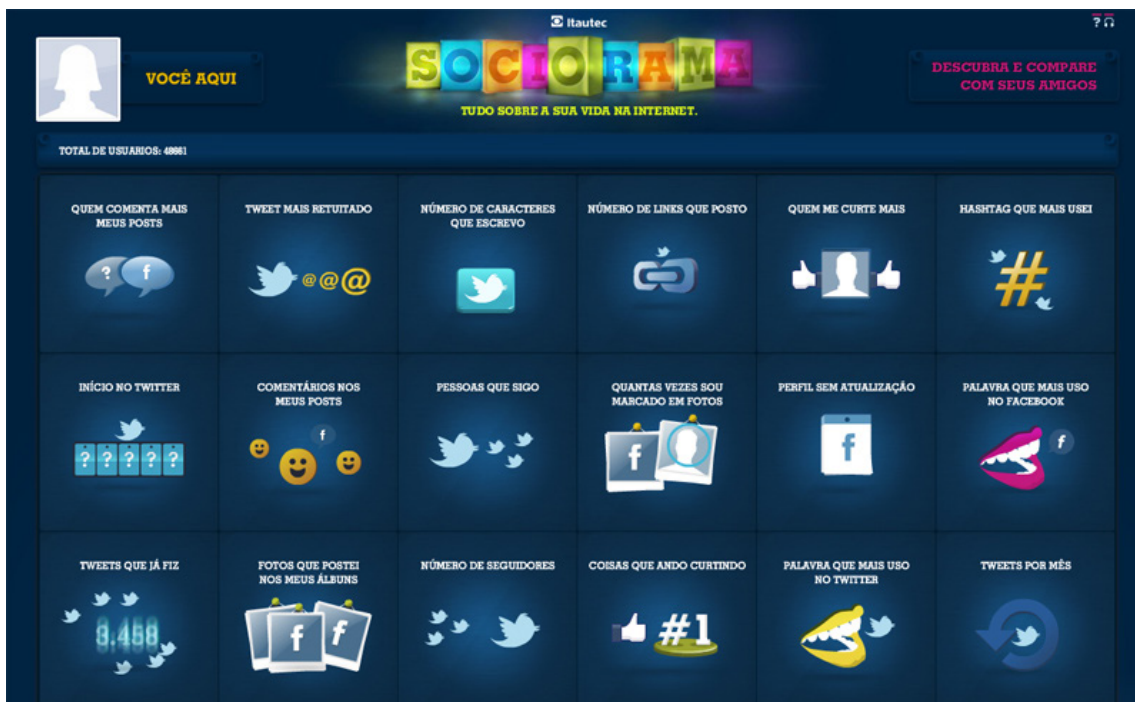 Itautec
? 
SOCIORAMA
VOCÊ AQUI
DESCUBRA E COMPARE
COM SEUS AMIGOS
TUDO SOBRE A SUA VIDA NA INTERNET.
TOTAL DE USUARIOS: 48661
QUEM COMENTA MAIS
MEUS POSTS
? f
TWEET MAIS RETUITADO
@ @ @
NÚMERO DE CARACTERES
QUE ESCREVO
NÚMERO DE LINKS QUE POSTO
QUEM ME CURTE MAIS
HASHTAG QUE MAIS USEI
#
INÍCIO NO TWITTER
? ? ? ? ?
COMENTÁRIOS NOS
MEUS POSTS
f
PESSOAS QUE SIGO
QUANTAS VEZES SOU
MARCADO EM FOTOS
f
PERFIL SEM ATUALIZAÇÃO
f
PALAVRA QUE MAIS USO
NO FACEBOOK
f
TWEETS QUE JÁ FIZ
3.458
FOTOS QUE POSTEI
NOS MEUS ÁLBUNS
f f
NÚMERO DE SEGUIDORES
COISAS QUE ANDO CURTINDO
#1
PALAVRA QUE MAIS USO
NO TWITTER
TWEETS POR MÊS